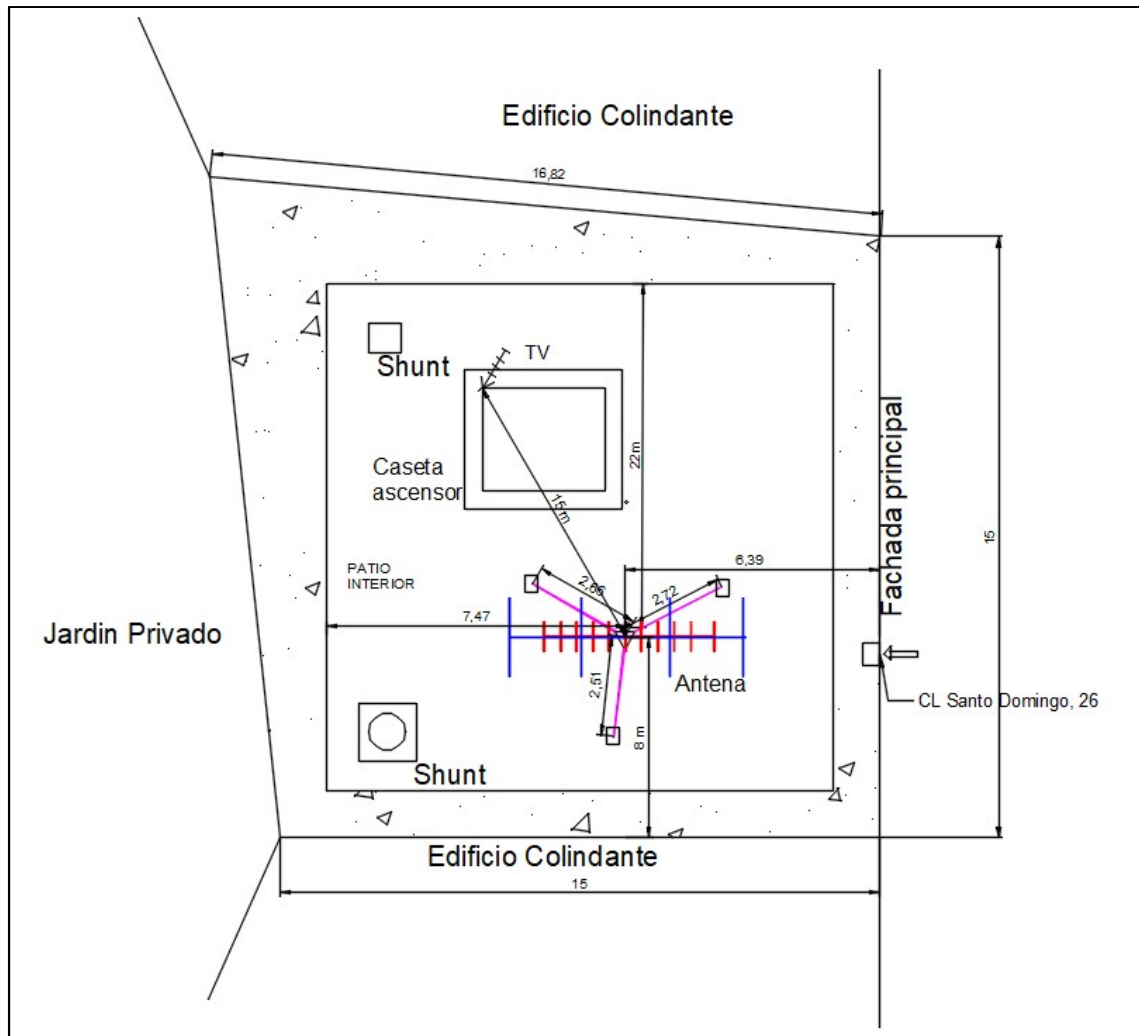 Edificio Colindante
16,82
TV
Shunt
Fachada principal
22m
Caseta
ascensor
15m
15
6,39
PATIO
INTERIOR
2,66
2,72
7,47
Jardin Privado
Antena
2,51
CL Santo Domingo, 26
8 m
Shunt
Edificio Colindante
15